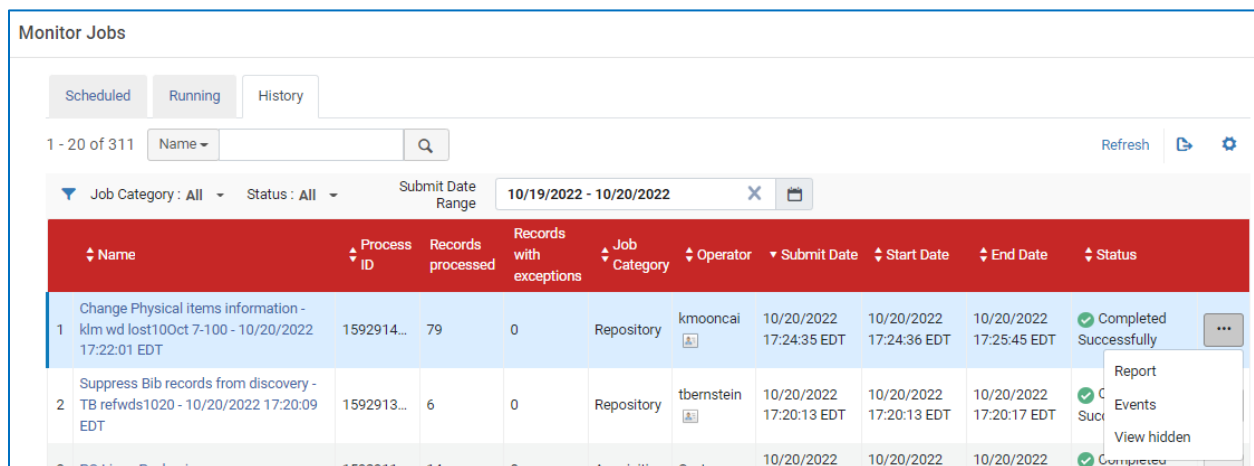 Monitor Jobs
Scheduled Running History
1 - 20 of 311 Name Refresh
Job Category : All Status : All Submit Date Range 10/19/2022 - 10/20/2022
Name Process ID Records processed Records with exceptions Job Category Operator Submit Date Start Date End Date Status
1 Change Physical items information - klm wd lost10Oct 7-100 - 10/20/2022 17:22:01 EDT 1592914... 79 0 Repository kmooncai 10/20/2022 17:24:35 EDT 10/20/2022 17:24:36 EDT 10/20/2022 17:25:45 EDT Completed Successfully ...
Report
Events
View hidden
2 Suppress Bib records from discovery - TB refwds1020 - 10/20/2022 17:20:09 EDT 1592913... 6 0 Repository tbernstein 10/20/2022 17:20:13 EDT 10/20/2022 17:20:13 EDT 10/20/2022 17:20:17 EDT
10/20/2022 10/20/2022 10/20/2022 Completed